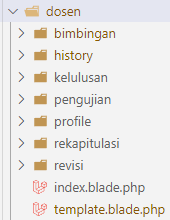 dosen
bimbingan
history
kelulusan
pengujian
profile
rekapitulasi
revisi
index.blade.php
template.blade.php